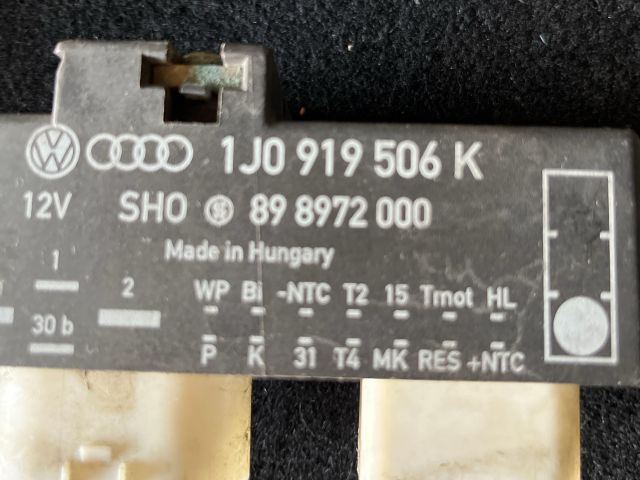 1J0 919 506 K
12V SHO 89 8972 000
Made in Hungary
1 2
WP Bi -NTC T2 15 Tmot HL
30 b
P K 31 T4 MK RES +NTC